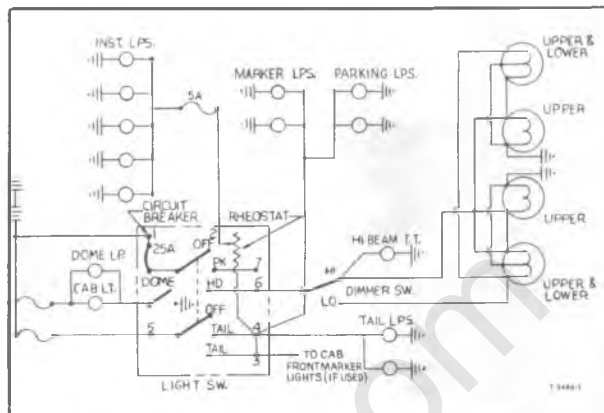 INST. LPS.
5A
MARKER LPS.
PARKING LPS.
UPPER & LOWER
UPPER
UPPER
UPPER & LOWER
CIRCUIT BREAKER
1
25A
OFF
2
RHEOSTAT
HI BEAM T.T.
DOME LP.
CAB LT.
DOME
PK
7
HD
6
HI
LO
DIMMER SW.
OFF
5
TAIL
4
TAIL LPS.
TAIL
3
TO CAB FRONT MARKER LIGHTS (IF USED)
LIGHT SW.